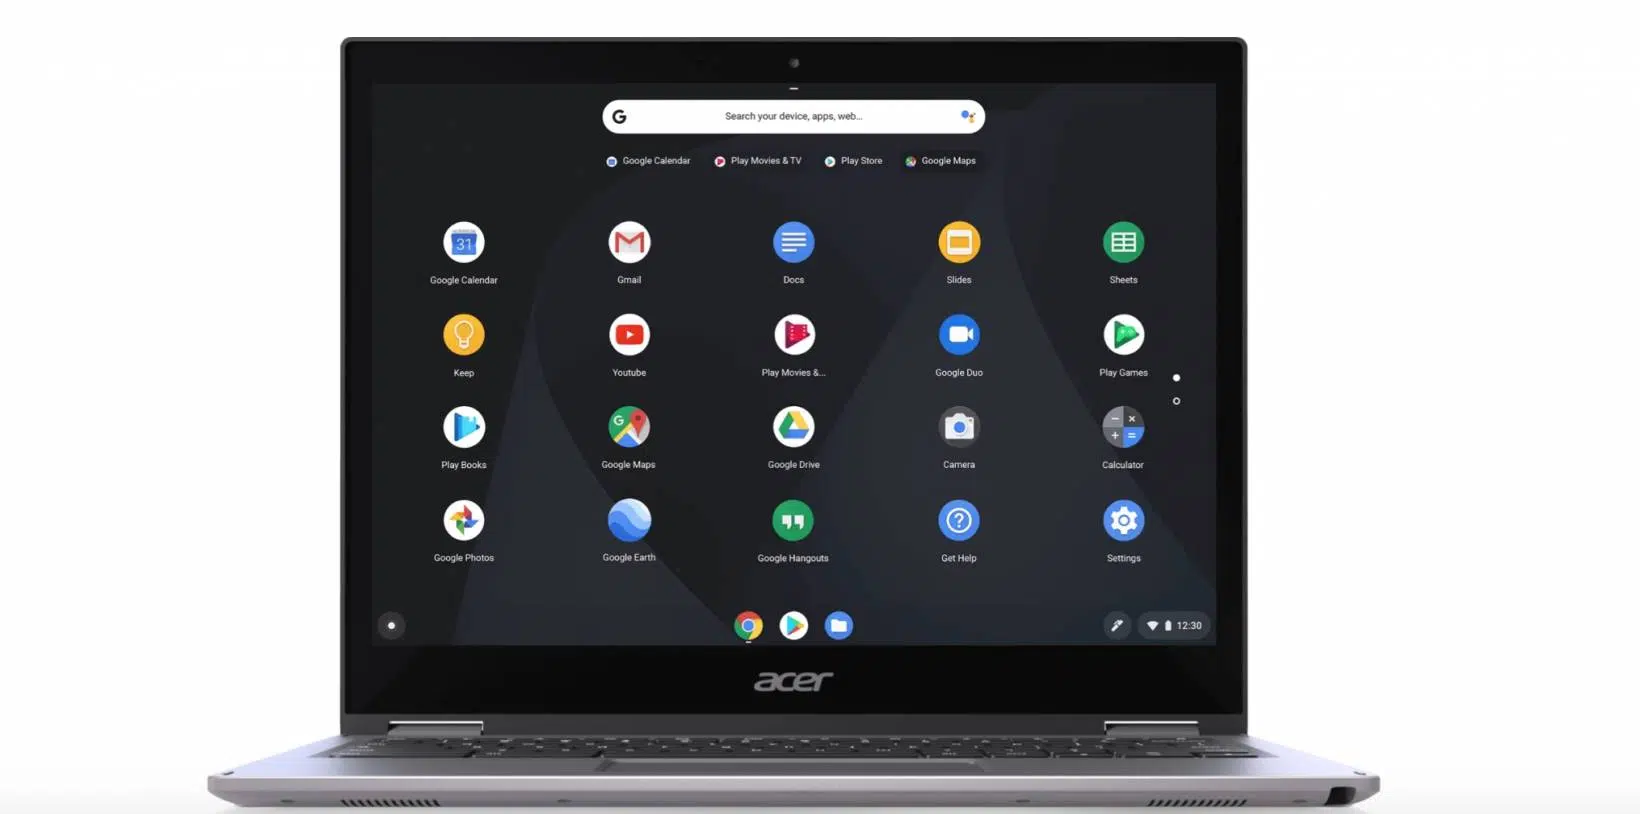 Search your device, apps, web...
Google Calendar Play Movies & TV Play Store Google Maps
31
Google Calendar Gmail Docs Slides Sheets
Keep Youtube Play Movies &... Google Duo Play Games
Play Books Google Maps Google Drive Camera Calculator
Google Photos Google Earth Google Hangouts Get Help Settings
12:30
acer